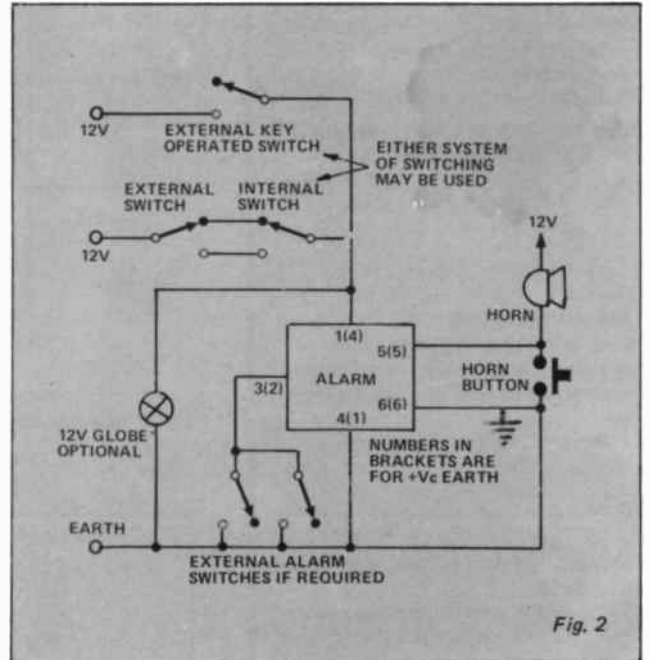 12V
EXTERNAL KEY
OPERATED SWITCH
EITHER SYSTEM
OF SWITCHING
MAY BE USED
EXTERNAL
SWITCH
INTERNAL
SWITCH
12V
12V
HORN
1(4)
5(5)
3(2)
ALARM
HORN
BUTTON
6(6)
4(1)
12V GLOBE
OPTIONAL
NUMBERS IN
BRACKETS ARE
FOR +Vc EARTH
EARTH
EXTERNAL ALARM
SWITCHES IF REQUIRED
Fig. 2